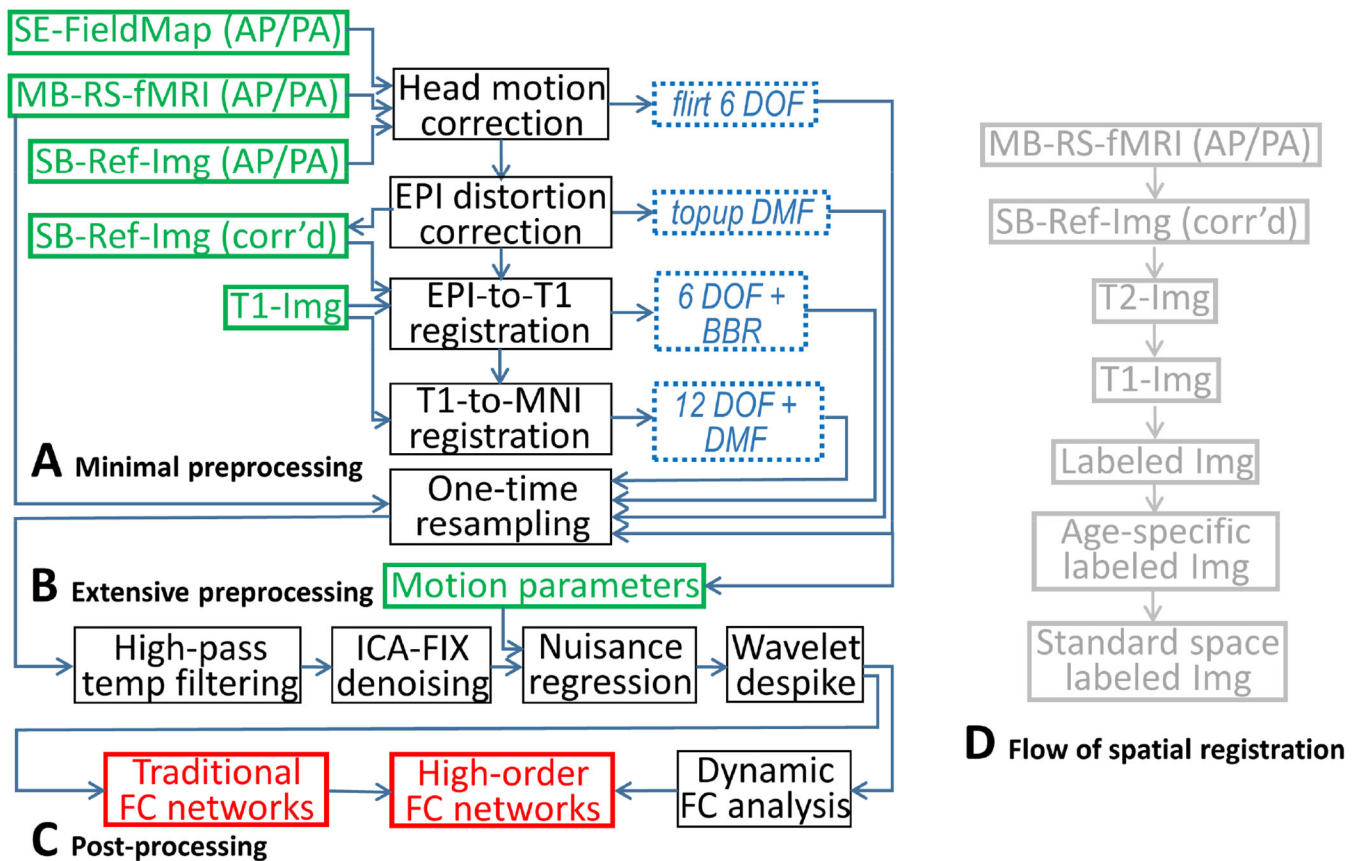 SE-FieldMap (AP/PA)
MB-RS-fMRI (AP/PA)
SB-Ref-Img (AP/PA)
SB-Ref-Img (corr'd)
T1-Img
Head motion
correction
flirt 6 DOF
EPI distortion
correction
topup DMF
EPI-to-T1
registration
6 DOF +
BBR
T1-to-MNI
registration
12 DOF +
DMF
A Minimal preprocessing
One-time
resampling
B Extensive preprocessing
Motion parameters
High-pass
temp filtering
ICA-FIX
denoising
Nuisance
regression
Wavelet
despike
Traditional
FC networks
High-order
FC networks
Dynamic
FC analysis
C Post-processing
MB-RS-fMRI (AP/PA)
SB-Ref-Img (corr'd)
T2-Img
T1-Img
Labeled Img
Age-specific
labeled Img
Standard space
labeled Img
D Flow of spatial registration